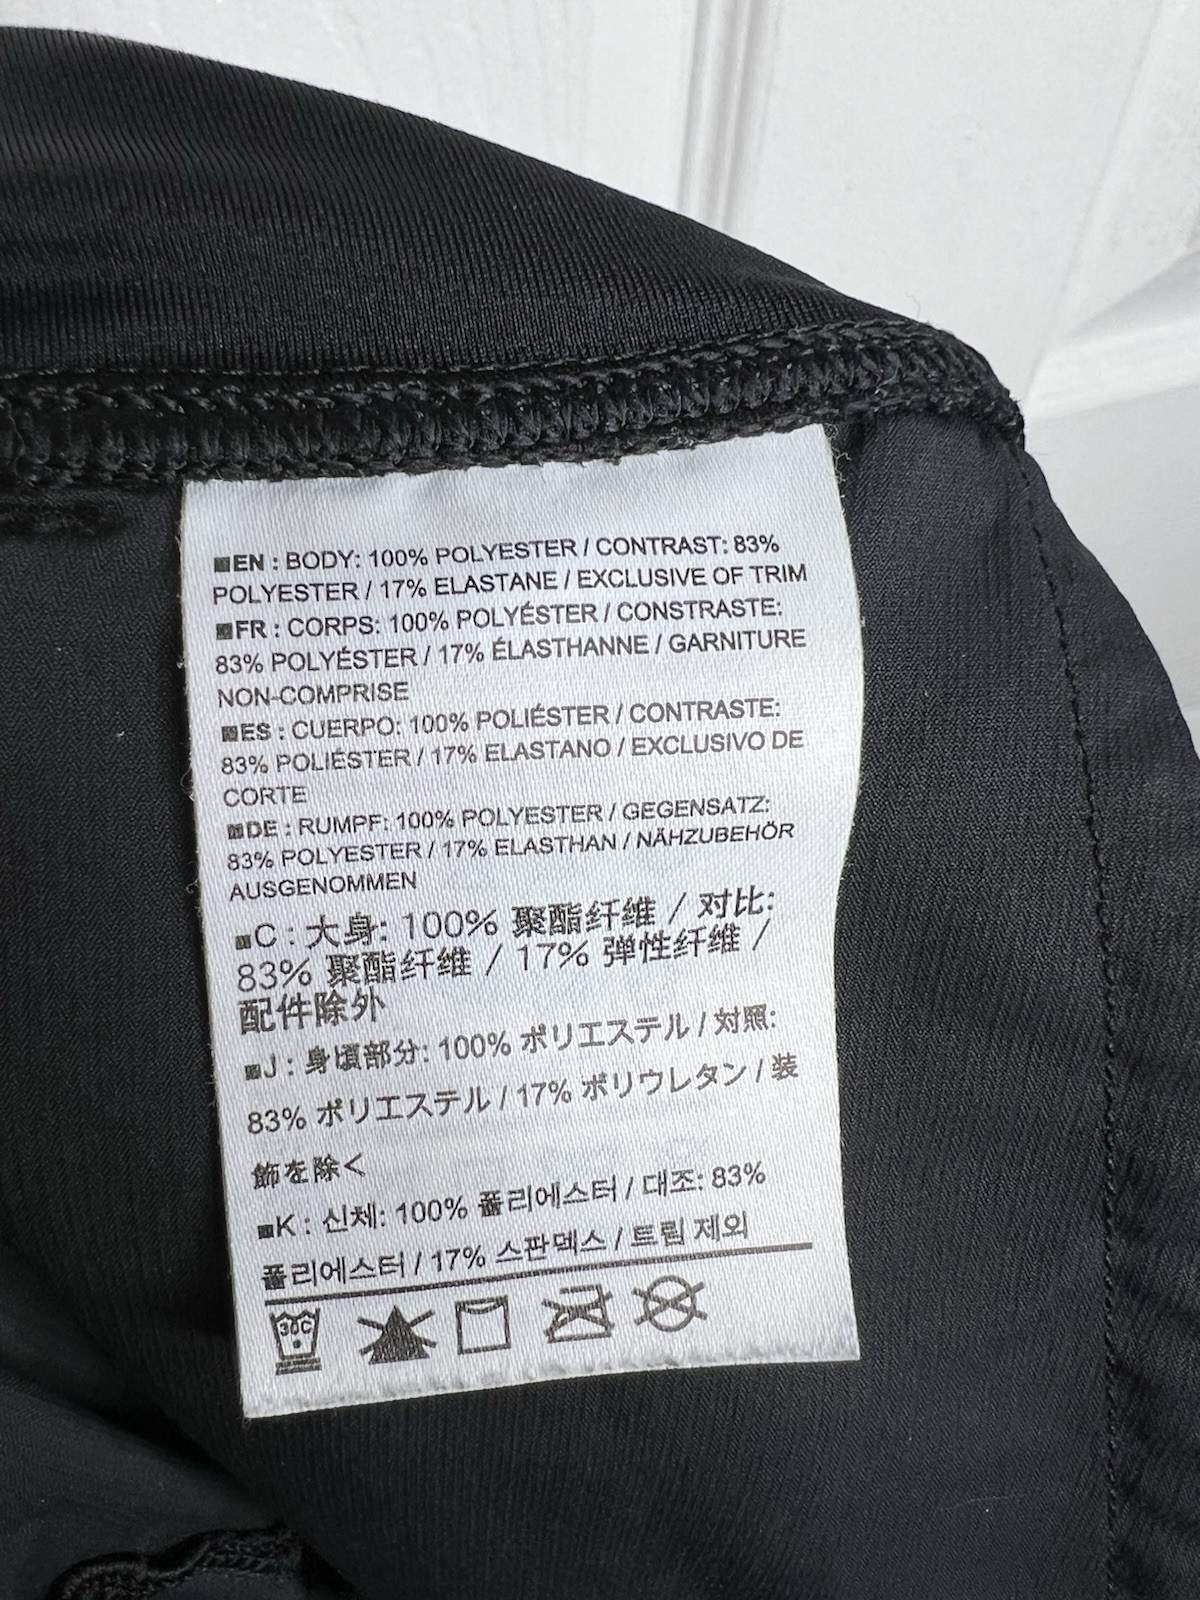 EN : BODY: 100% POLYESTER / CONTRAST: 83%
POLYESTER / 17% ELASTANE / EXCLUSIVE OF TRIM
FR : CORPS: 100% POLYÉSTER / CONSTRASTE:
83% POLYÉSTER / 17% ÉLASTHANNE / GARNITURE
NON-COMPRISE
ES : CUERPO: 100% POLIÉSTER / CONTRASTE:
83% POLIÉSTER / 17% ELASTANO / EXCLUSIVO DE
CORTE
DE : RUMPF: 100% POLYESTER / GEGENSATZ:
83% POLYESTER / 17% ELASTHAN / NÄHZUBEHÖR
AUSGENOMMEN
C : 大身: 100% 聚酯纤维 / 对比:
83% 聚酯纤维 / 17% 弹性纤维 /
配件除外
J : 身頃部分: 100% ポリエステル / 対照:
83% ポリエステル / 17% ポリウレタン / 装
飾を除く
K : 신체: 100% 폴리에스터 / 대조: 83%
폴리에스터 / 17% 스판덱스 / 트림 제외
30C